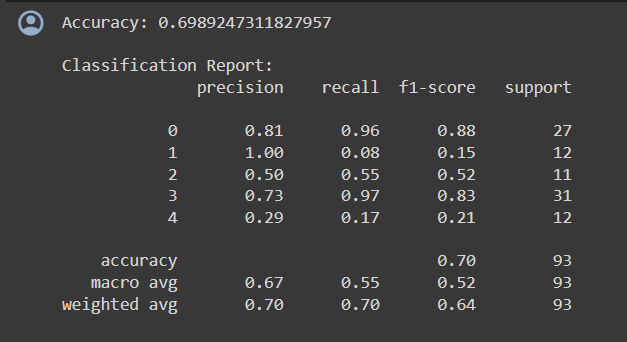 Accuracy: 0.6989247311827957
Classification Report:
precision recall f1-score support
0 0.81 0.96 0.88 27
1 1.00 0.08 0.15 12
2 0.50 0.55 0.52 11
3 0.73 0.97 0.83 31
4 0.29 0.17 0.21 12
accuracy 0.70 93
macro avg 0.67 0.55 0.52 93
weighted avg 0.70 0.70 0.64 93